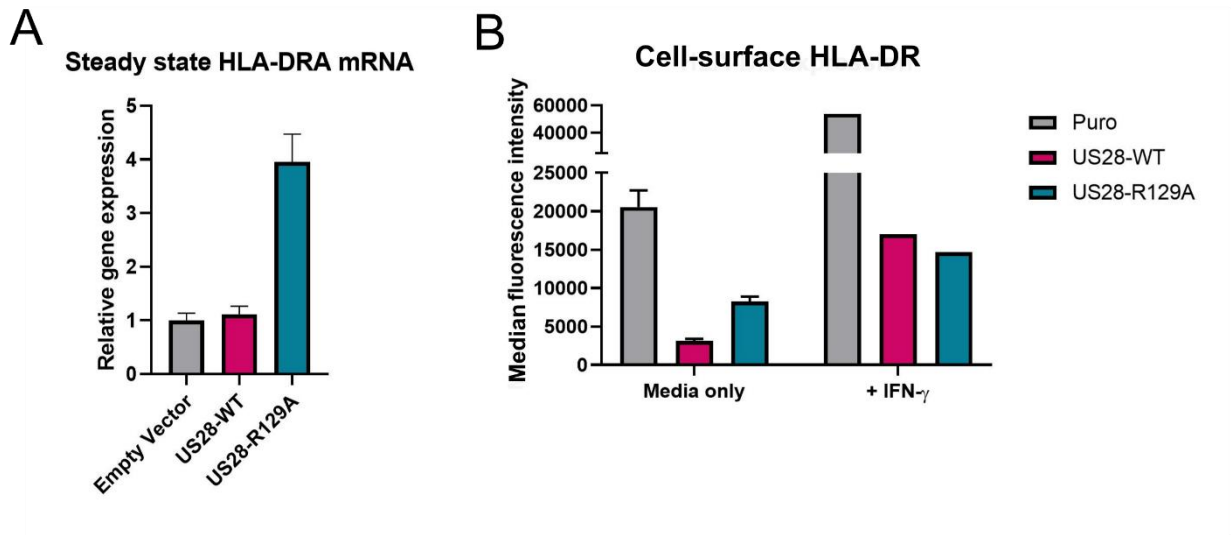 A
Steady state HLA-DRA mRNA
Relative gene expression
5
4
3
2
1
0
Empty Vector
US28-WT
US28-R129A
B
Cell-surface HLA-DR
Median fluorescence intensity
60000
40000
25000
20000
15000
10000
5000
0
Media only
+ IFN-γ
Puro
US28-WT
US28-R129A